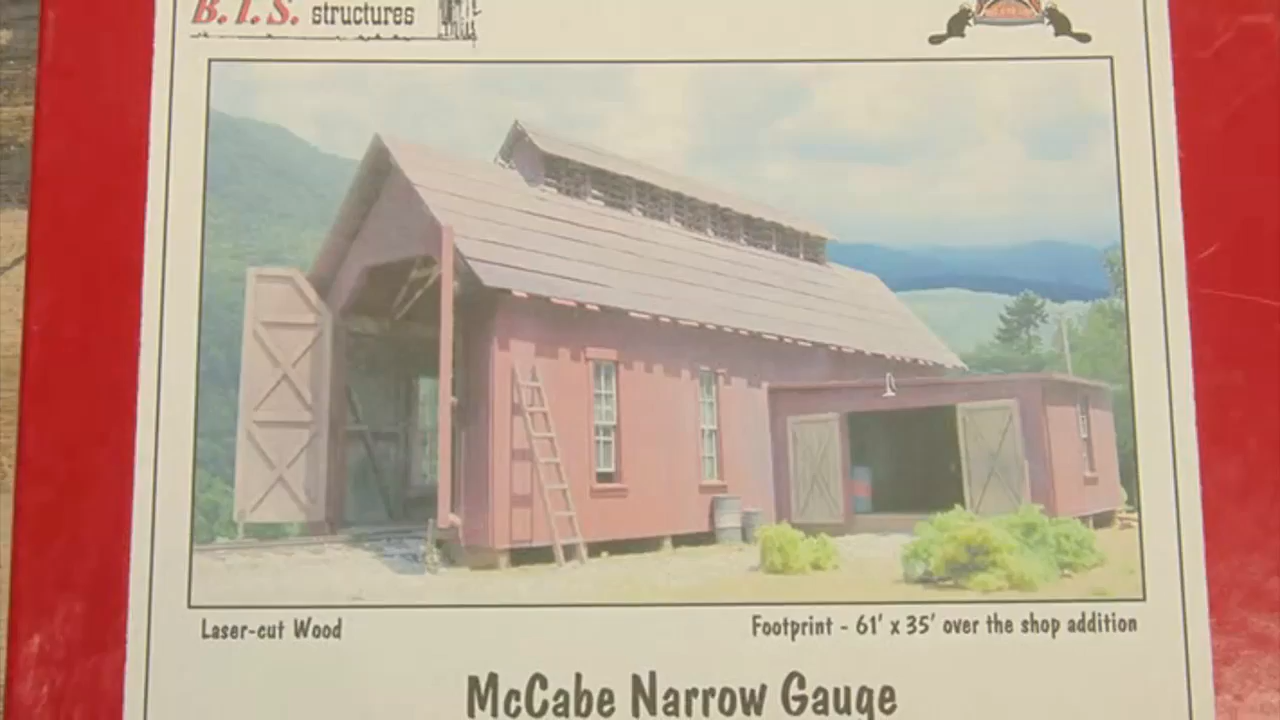 B.T.S. structures
Laser-cut Wood
Footprint - 61' x 35' over the shop addition
McCabe Narrow Gauge